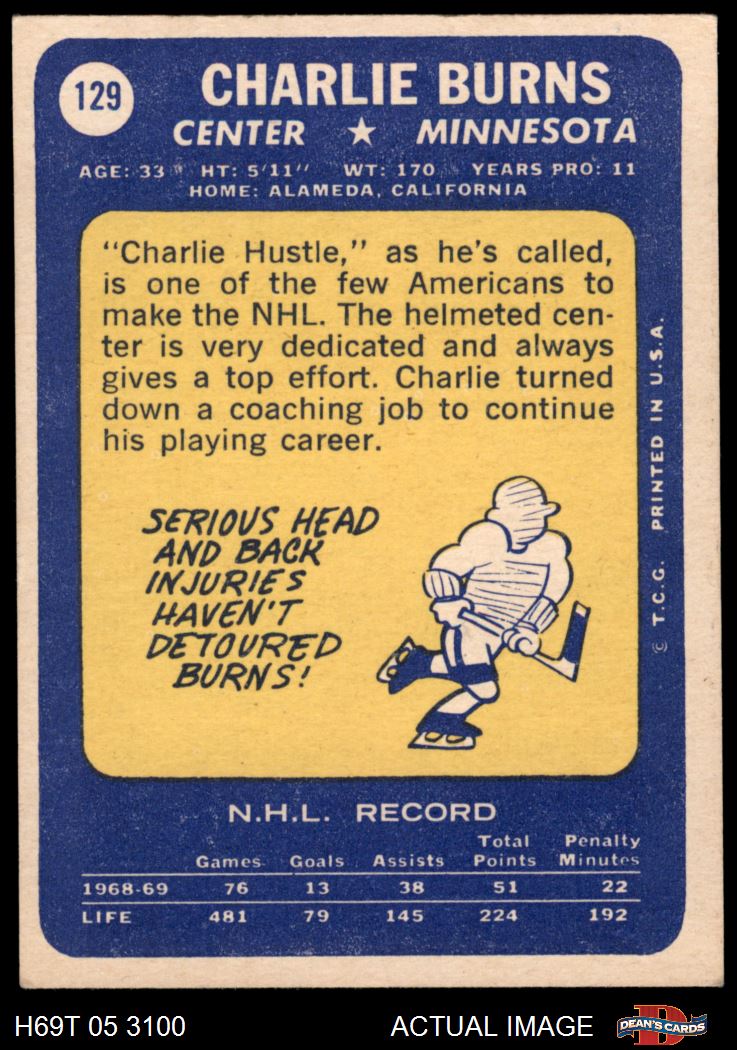 129
CHARLIE BURNS
CENTER ★ MINNESOTA
AGE: 33 HT: 5'11" WT: 170 YEARS PRO: 11
HOME: ALAMEDA, CALIFORNIA
"Charlie Hustle," as he's called,
is one of the few Americans to
make the NHL. The helmeted cen-
ter is very dedicated and always
gives a top effort. Charlie turned
down a coaching job to continue
his playing career.
SERIOUS HEAD
AND BACK
INJURIES
HAVEN'T
DETOURED
BURNS!
© T.C.G. PRINTED IN U.S.A.
N.H.L. RECORD
Games Goals Assists Total Points Penalty Minutes
1968-69 76 13 38 51 22
LIFE 481 79 145 224 192
H69T 05 3100 ACTUAL IMAGE D DEAN'S CARDS